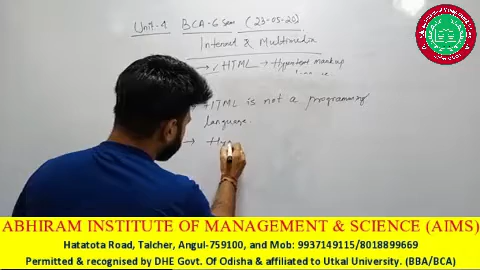 Unit-4 BCA-6 Sem (23-05-20)
Internet & Multimedia
→ HTML → Hypertext Markup
→ HTML is not a programming
language.
→ Hyp
ABHIRAM INSTITUTE OF MANAGEMENT & SCIENCE (AIMS)
Hatatota Road, Talcher, Angul-759100, and Mob: 9937149115/8018899669
Permitted & recognised by DHE Govt. Of Odisha & affiliated to Utkal University. (BBA/BCA)